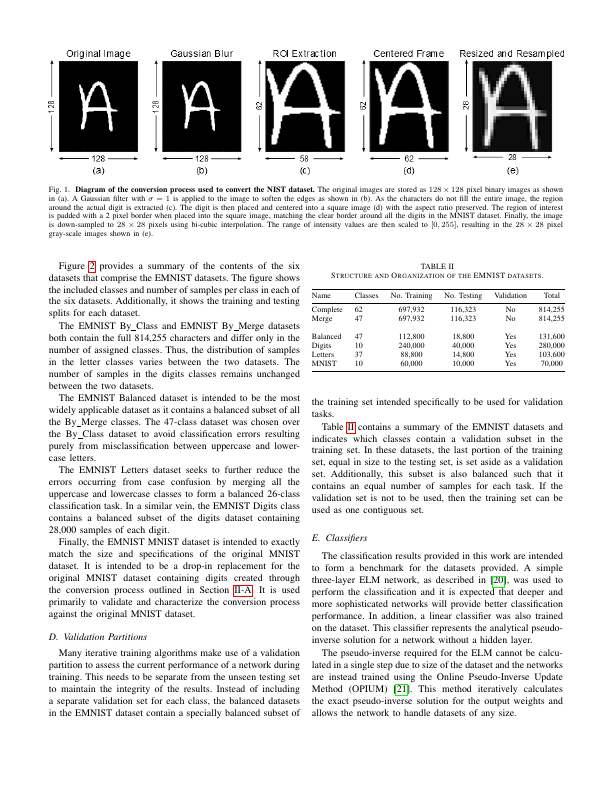 Original Image Gaussian Blur ROI Extraction Centered Frame Resized and Resampled
128 128 62 62 28
128 128 58 62 28
(a) (b) (c) (d) (e)
Fig. 1. Diagram of the conversion process used to convert the NIST dataset. The original images are stored as 128 × 128 pixel binary images as shown
in (a). A Gaussian filter with σ = 1 is applied to the image to soften the edges as shown in (b). As the characters do not fill the entire image, the region
around the actual digit is extracted (c). The digit is then placed and centered into a square image (d) with the aspect ratio preserved. The region of interest
is padded with a 2 pixel border when placed into the square image, matching the clear border around all the digits in the MNIST dataset. Finally, the image
is down-sampled to 28 × 28 pixels using bi-cubic interpolation. The range of intensity values are then scaled to [0, 255], resulting in the 28 × 28 pixel
gray-scale images shown in (e).
Figure 2 provides a summary of the contents of the six
datasets that comprise the EMNIST datasets. The figure shows
the included classes and number of samples per class in each of
the six datasets. Additionally, it shows the training and testing
splits for each dataset.
The EMNIST By_Class and EMNIST By_Merge datasets
both contain the full 814,255 characters and differ only in the
number of assigned classes. Thus, the distribution of samples
in the letter classes varies between the two datasets. The
number of samples in the digits classes remains unchanged
between the two datasets.
The EMNIST Balanced dataset is intended to be the most
widely applicable dataset as it contains a balanced subset of all
the By_Merge classes. The 47-class dataset was chosen over
the By_Class dataset to avoid classification errors resulting
purely from misclassification between uppercase and lower-
case letters.
The EMNIST Letters dataset seeks to further reduce the
errors occurring from case confusion by merging all the
uppercase and lowercase classes to form a balanced 26-class
classification task. In a similar vein, the EMNIST Digits class
contains a balanced subset of the digits dataset containing
28,000 samples of each digit.
Finally, the EMNIST MNIST dataset is intended to exactly
match the size and specifications of the original MNIST
dataset. It is intended to be a drop-in replacement for the
original MNIST dataset containing digits created through
the conversion process outlined in Section II-A. It is used
primarily to validate and characterize the conversion process
against the original MNIST dataset.
D. Validation Partitions
Many iterative training algorithms make use of a validation
partition to assess the current performance of a network during
training. This needs to be separate from the unseen testing set
to maintain the integrity of the results. Instead of including
a separate validation set for each class, the balanced datasets
in the EMNIST dataset contain a specially balanced subset of
TABLE II
STRUCTURE AND ORGANIZATION OF THE EMNIST DATASETS.
Name Classes No. Training No. Testing Validation Total
Complete 62 697,932 116,323 No 814,255
Merge 47 697,932 116,323 No 814,255
Balanced 47 112,800 18,800 Yes 131,600
Digits 10 240,000 40,000 Yes 280,000
Letters 37 88,800 14,800 Yes 103,600
MNIST 10 60,000 10,000 Yes 70,000
the training set intended specifically to be used for validation
tasks.
Table II contains a summary of the EMNIST datasets and
indicates which classes contain a validation subset in the
training set. In these datasets, the last portion of the training
set, equal in size to the testing set, is set aside as a validation
set. Additionally, this subset is also balanced such that it
contains an equal number of samples for each task. If the
validation set is not to be used, then the training set can be
used as one contiguous set.
E. Classifiers
The classification results provided in this work are intended
to form a benchmark for the datasets provided. A simple
three-layer ELM network, as described in [20], was used to
perform the classification and it is expected that deeper and
more sophisticated networks will provide better classification
performance. In addition, a linear classifier was also trained
on the dataset. This classifier represents the analytical pseudo-
inverse solution for a network without a hidden layer.
The pseudo-inverse required for the ELM cannot be calcu-
lated in a single step due to size of the dataset and the networks
are instead trained using the Online Pseudo-Inverse Update
Method (OPIUM) [21]. This method iteratively calculates
the exact pseudo-inverse solution for the output weights and
allows the network to handle datasets of any size.